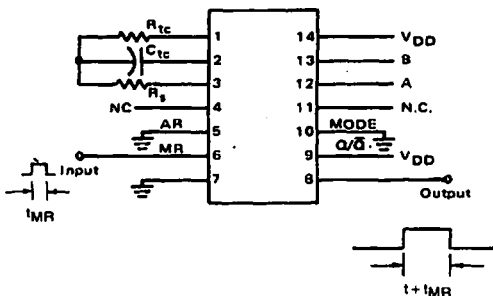 Rtc
1
14
VDD
Ctc
2
13
B
3
12
A
Rs
NC
4
11
N.C.
AR
5
10
MODE
Input
MR
6
9
Q/Q̅
VDD
7
8
Output
tMR
t + tMR